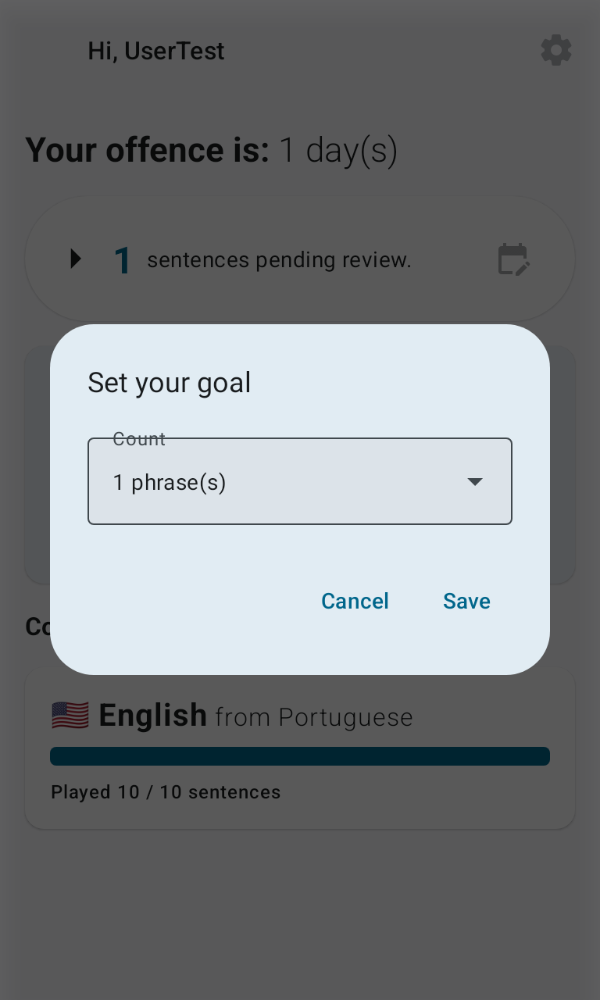 Hi, UserTest
Your offence is: 1 day(s)
1 sentences pending review.
Set your goal
Count
1 phrase(s)
Cancel Save
English from Portuguese
Played 10 / 10 sentences